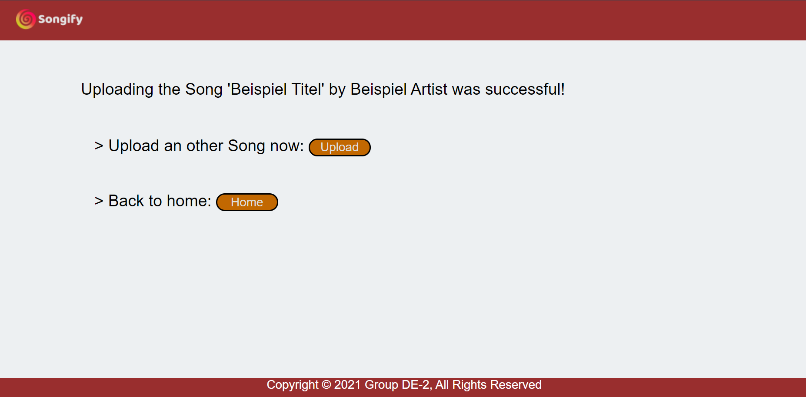 Songify
Uploading the Song 'Beispiel Titel' by Beispiel Artist was successful!
> Upload an other Song now: Upload
> Back to home: Home
Copyright © 2021 Group DE-2, All Rights Reserved